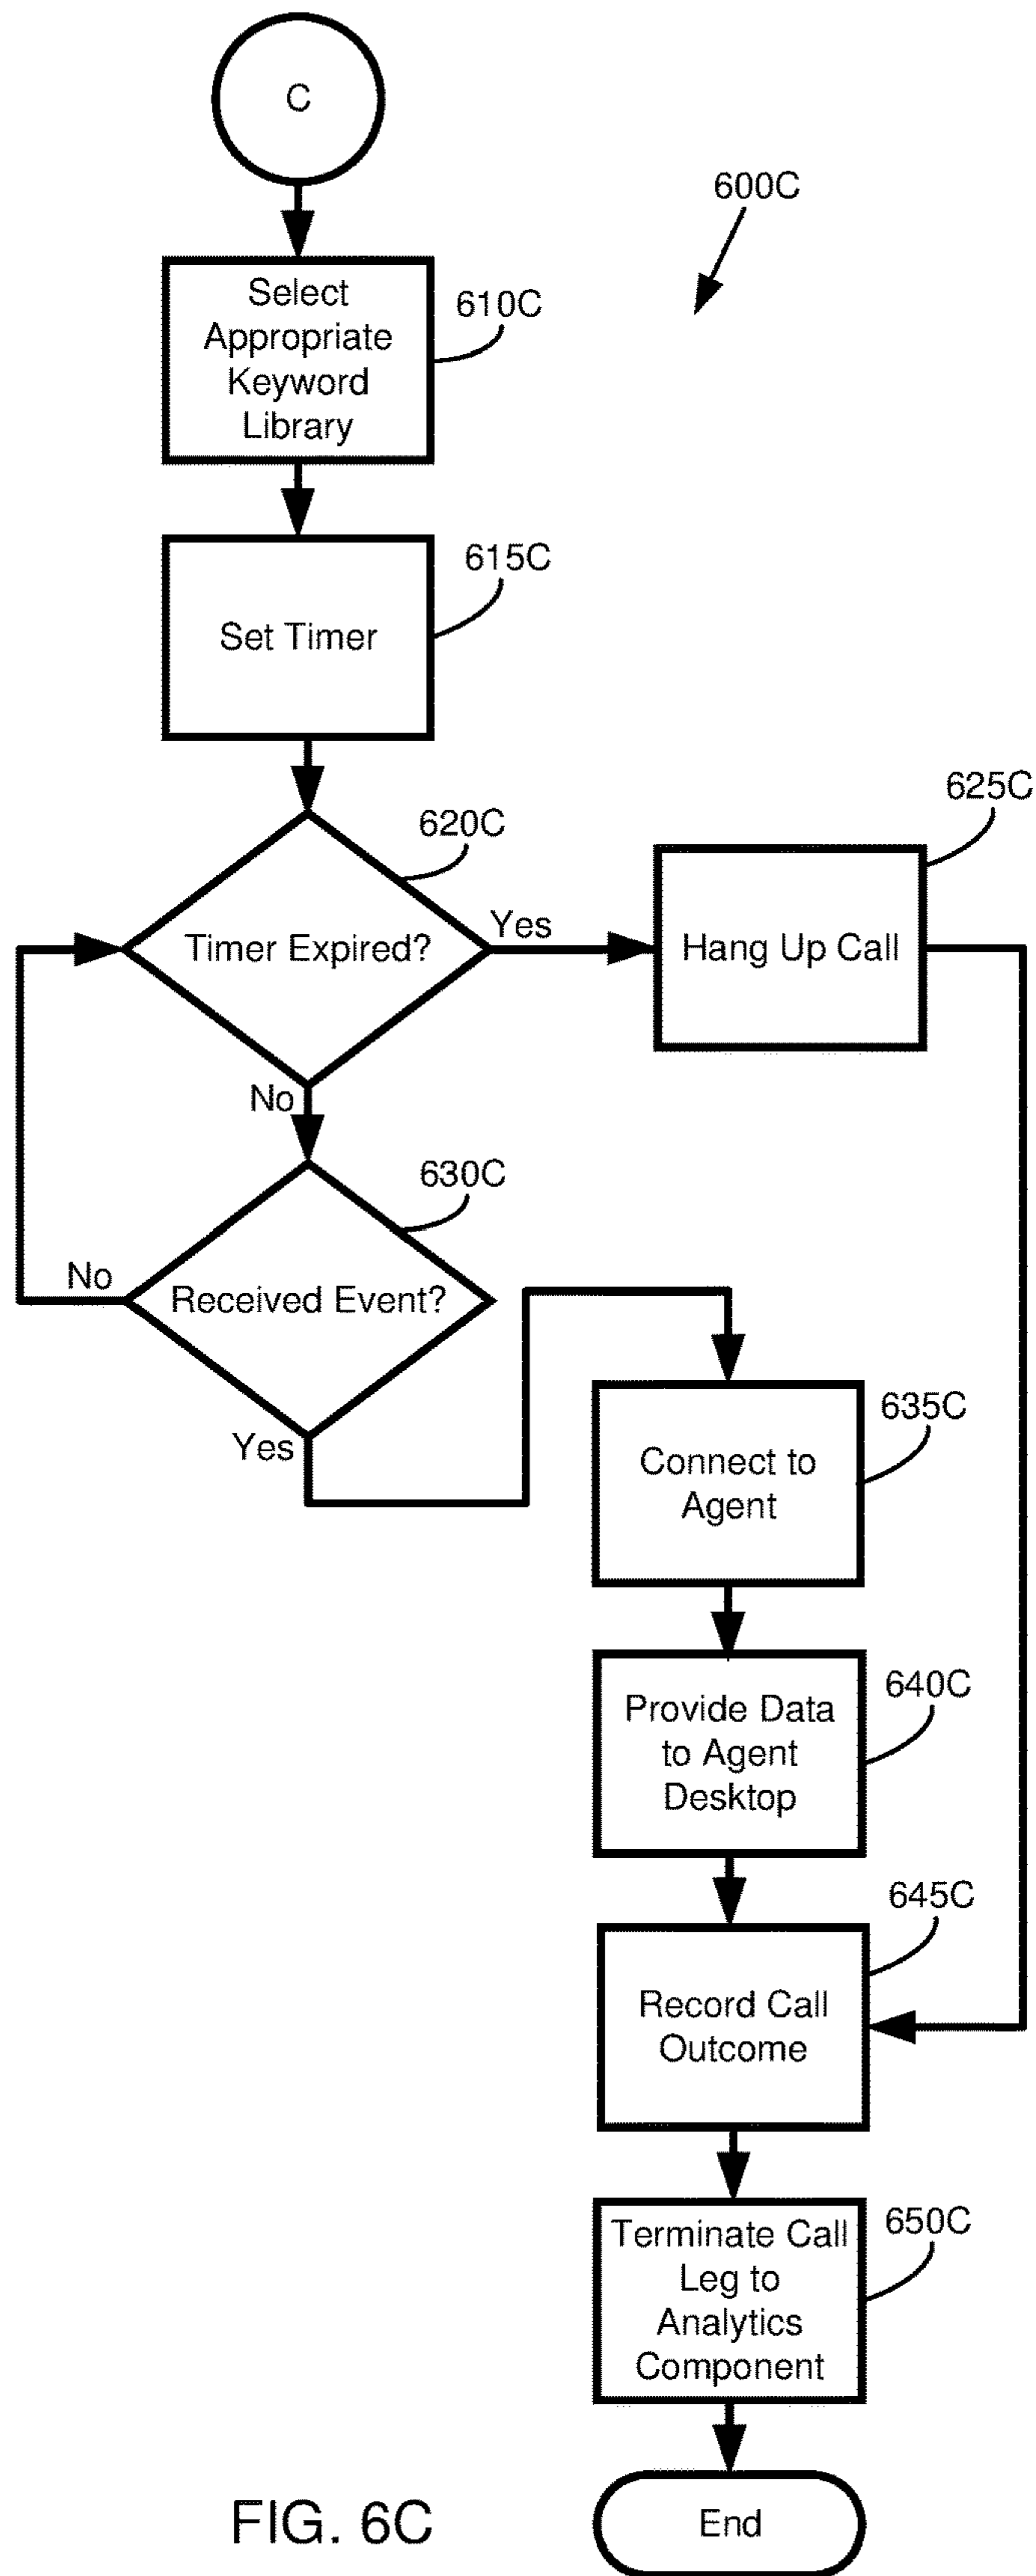 C
600C
Select
Appropriate
Keyword
Library
610C
Set Timer
615C
620C
Timer Expired?
Yes
No
625C
Hang Up Call
630C
Received Event?
No
Yes
635C
Connect to
Agent
640C
Provide Data
to Agent
Desktop
645C
Record Call
Outcome
650C
Terminate Call
Leg to
Analytics
Component
End
FIG. 6C